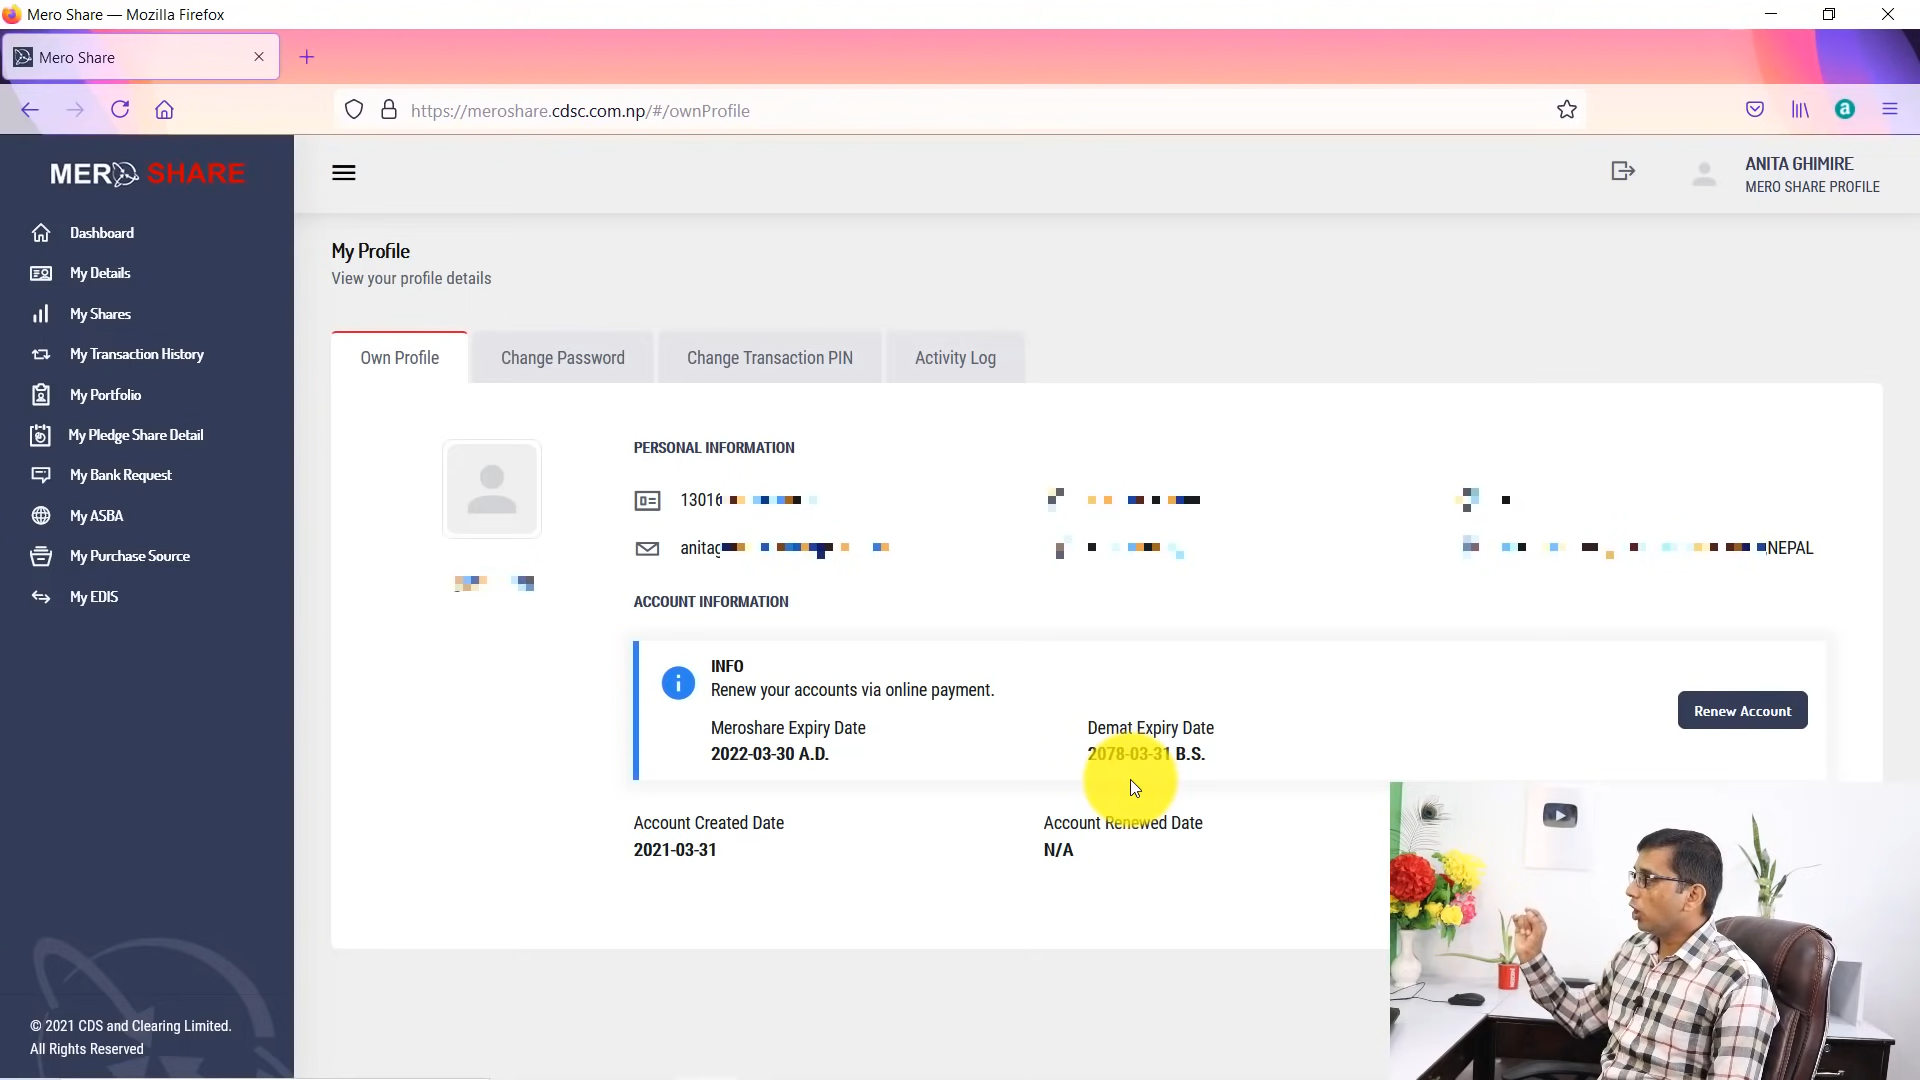 Mero Share — Mozilla Firefox
Mero Share
https://meroshare.cdsc.com.np/#/ownProfile
MERO SHARE
ANITA GHIMIRE
MERO SHARE PROFILE
Dashboard
My Details
My Shares
My Transaction History
My Portfolio
My Pledge Share Detail
My Bank Request
My ASBA
My Purchase Source
My EDIS
© 2021 CDS and Clearing Limited.
All Rights Reserved
My Profile
View your profile details
Own Profile
Change Password
Change Transaction PIN
Activity Log
PERSONAL INFORMATION
13016
anitag
NEPAL
ACCOUNT INFORMATION
INFO
Renew your accounts via online payment.
Meroshare Expiry Date
2022-03-30 A.D.
Demat Expiry Date
2078-03-31 B.S.
Renew Account
Account Created Date
2021-03-31
Account Renewed Date
N/A